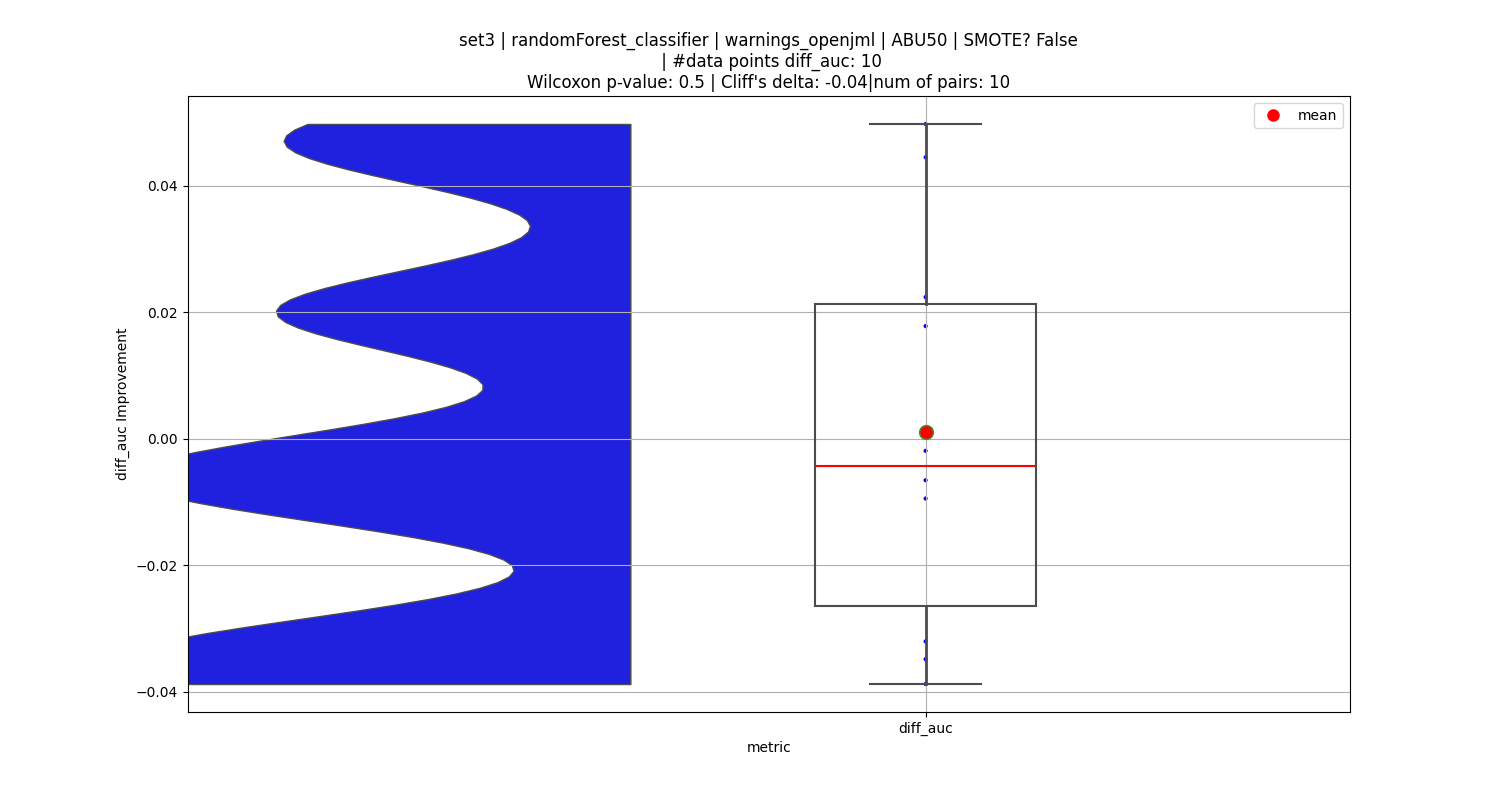 set3 | randomForest_classifier | warnings_openjml | ABU50 | SMOTE? False
| #data points diff_auc: 10
Wilcoxon p-value: 0.5 | Cliff's delta: -0.04|num of pairs: 10
mean
0.04
0.02
0.00
−0.02
−0.04
diff_auc Improvement
diff_auc
metric